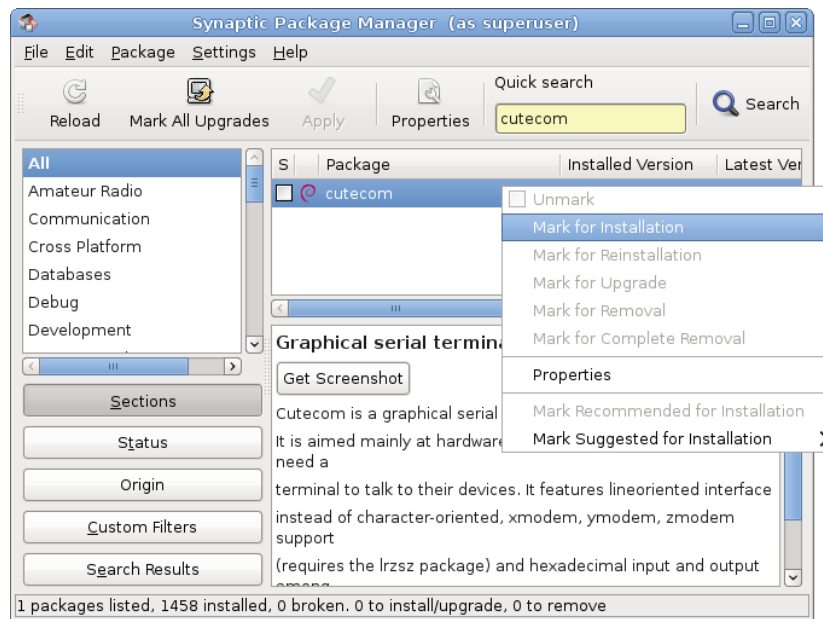 Synaptic Package Manager (as superuser)
File Edit Package Settings Help
Reload Mark All Upgrades Apply Properties
Quick search
cutecom
Search
All
Amateur Radio
Communication
Cross Platform
Databases
Debug
Development
S Package Installed Version Latest Ver
cutecom
Unmark
Mark for Installation
Mark for Reinstallation
Mark for Upgrade
Mark for Removal
Mark for Complete Removal
Properties
Mark Recommended for Installation
Mark Suggested for Installation
Graphical serial termina
Get Screenshot
Cutecom is a graphical serial
It is aimed mainly at hardware
need a
terminal to talk to their devices. It features lineoriented interface
instead of character-oriented, xmodem, ymodem, zmodem
support
(requires the lrzsz package) and hexadecimal input and output
Sections
Status
Origin
Custom Filters
Search Results
1 packages listed, 1458 installed, 0 broken. 0 to install/upgrade, 0 to remove